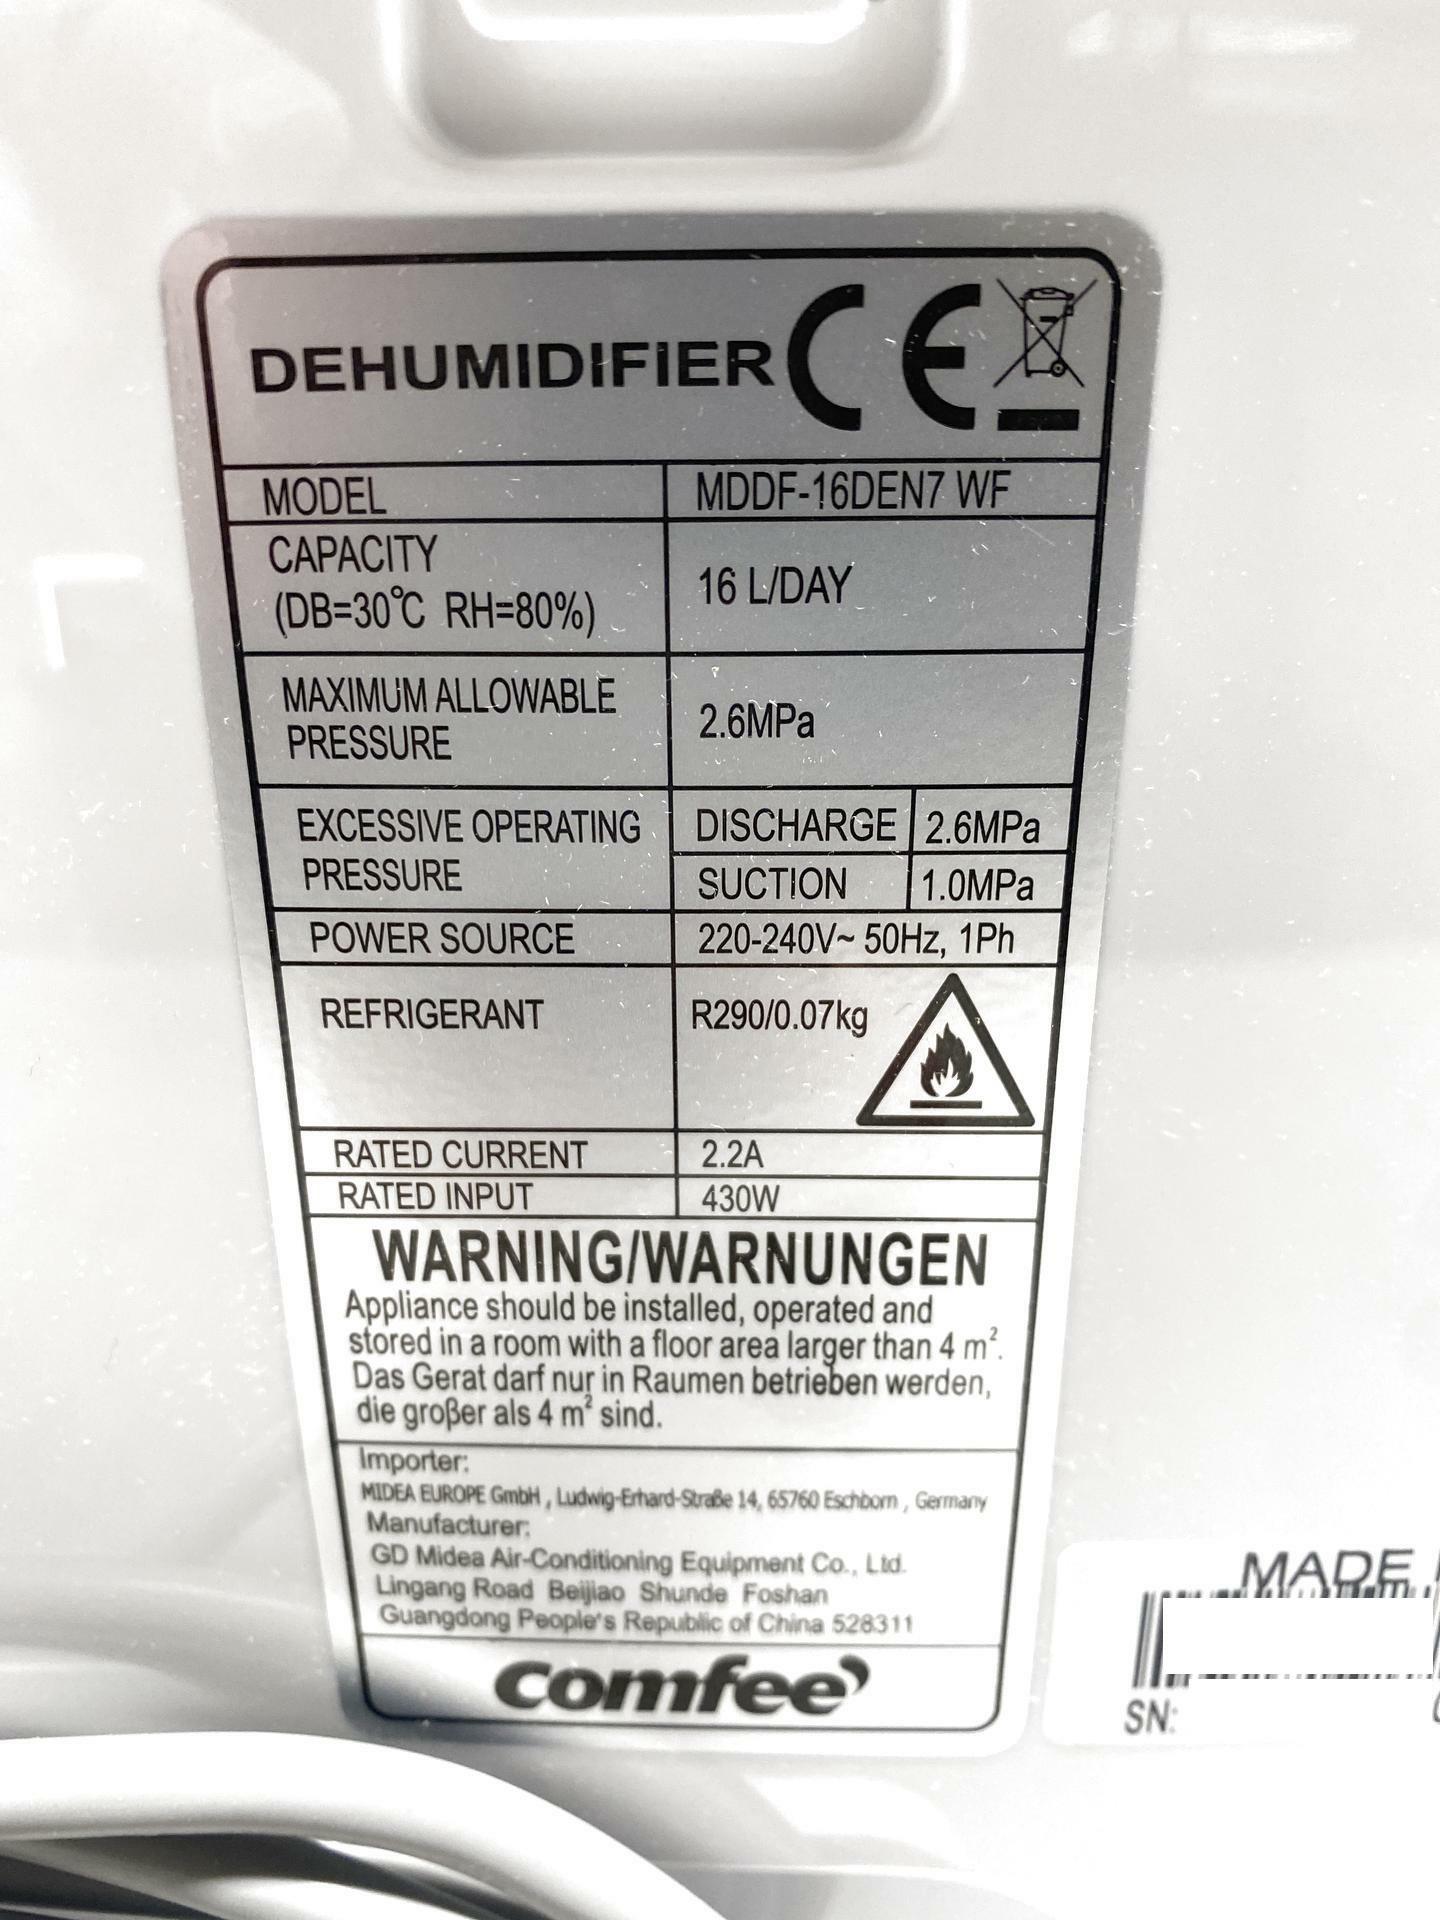 DEHUMIDIFIER CE
MODEL MDDF-16DEN7 WF
CAPACITY
(DB=30℃ RH=80%) 16 L/DAY
MAXIMUM ALLOWABLE
PRESSURE 2.6MPa
EXCESSIVE OPERATING
PRESSURE
DISCHARGE 2.6MPa
SUCTION 1.0MPa
POWER SOURCE 220-240V~ 50Hz, 1Ph
REFRIGERANT R290/0.07kg
RATED CURRENT 2.2A
RATED INPUT 430W
WARNING/WARNUNGEN
Appliance should be installed, operated and
stored in a room with a floor area larger than 4 m².
Das Gerat darf nur in Raumen betrieben werden,
die großer als 4 m² sind.
Importer:
MIDEA EUROPE GmbH , Ludwig-Erhard-Straße 14, 65760 Eschborn , Germany
Manufacturer:
GD Midea Air-Conditioning Equipment Co., Ltd.
Lingang Road Beijiao Shunde Foshan
Guangdong People's Republic of China 528311
comfee'
MADE
SN: